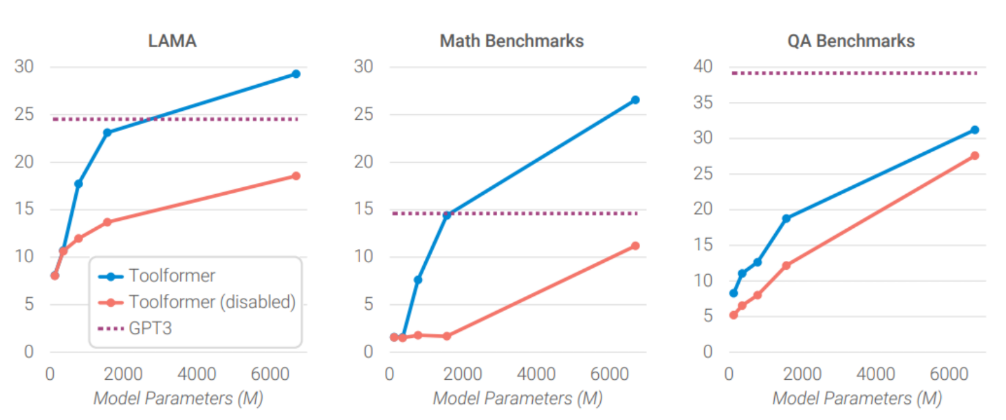 LAMA
30
25
20
15
10
5
0
0 2000 4000 6000
Model Parameters (M)
Toolformer
Toolformer (disabled)
GPT3
Math Benchmarks
30
25
20
15
10
5
0
0 2000 4000 6000
Model Parameters (M)
QA Benchmarks
40
35
30
25
20
15
10
5
0
0 2000 4000 6000
Model Parameters (M)